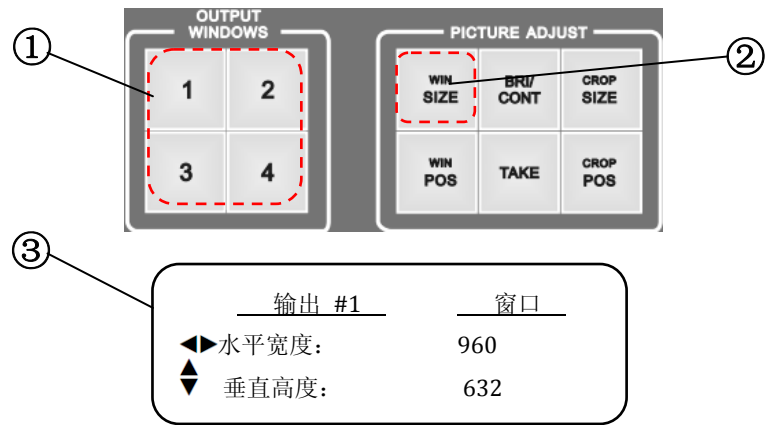 OUTPUT
WINDOWS
PICTURE ADJUST
①
②
1
2
WIN
SIZE
BRI/
CONT
CROP
SIZE
3
4
WIN
POS
TAKE
CROP
POS
③
输出 #1
窗口
水平宽度: 960
垂直高度: 632